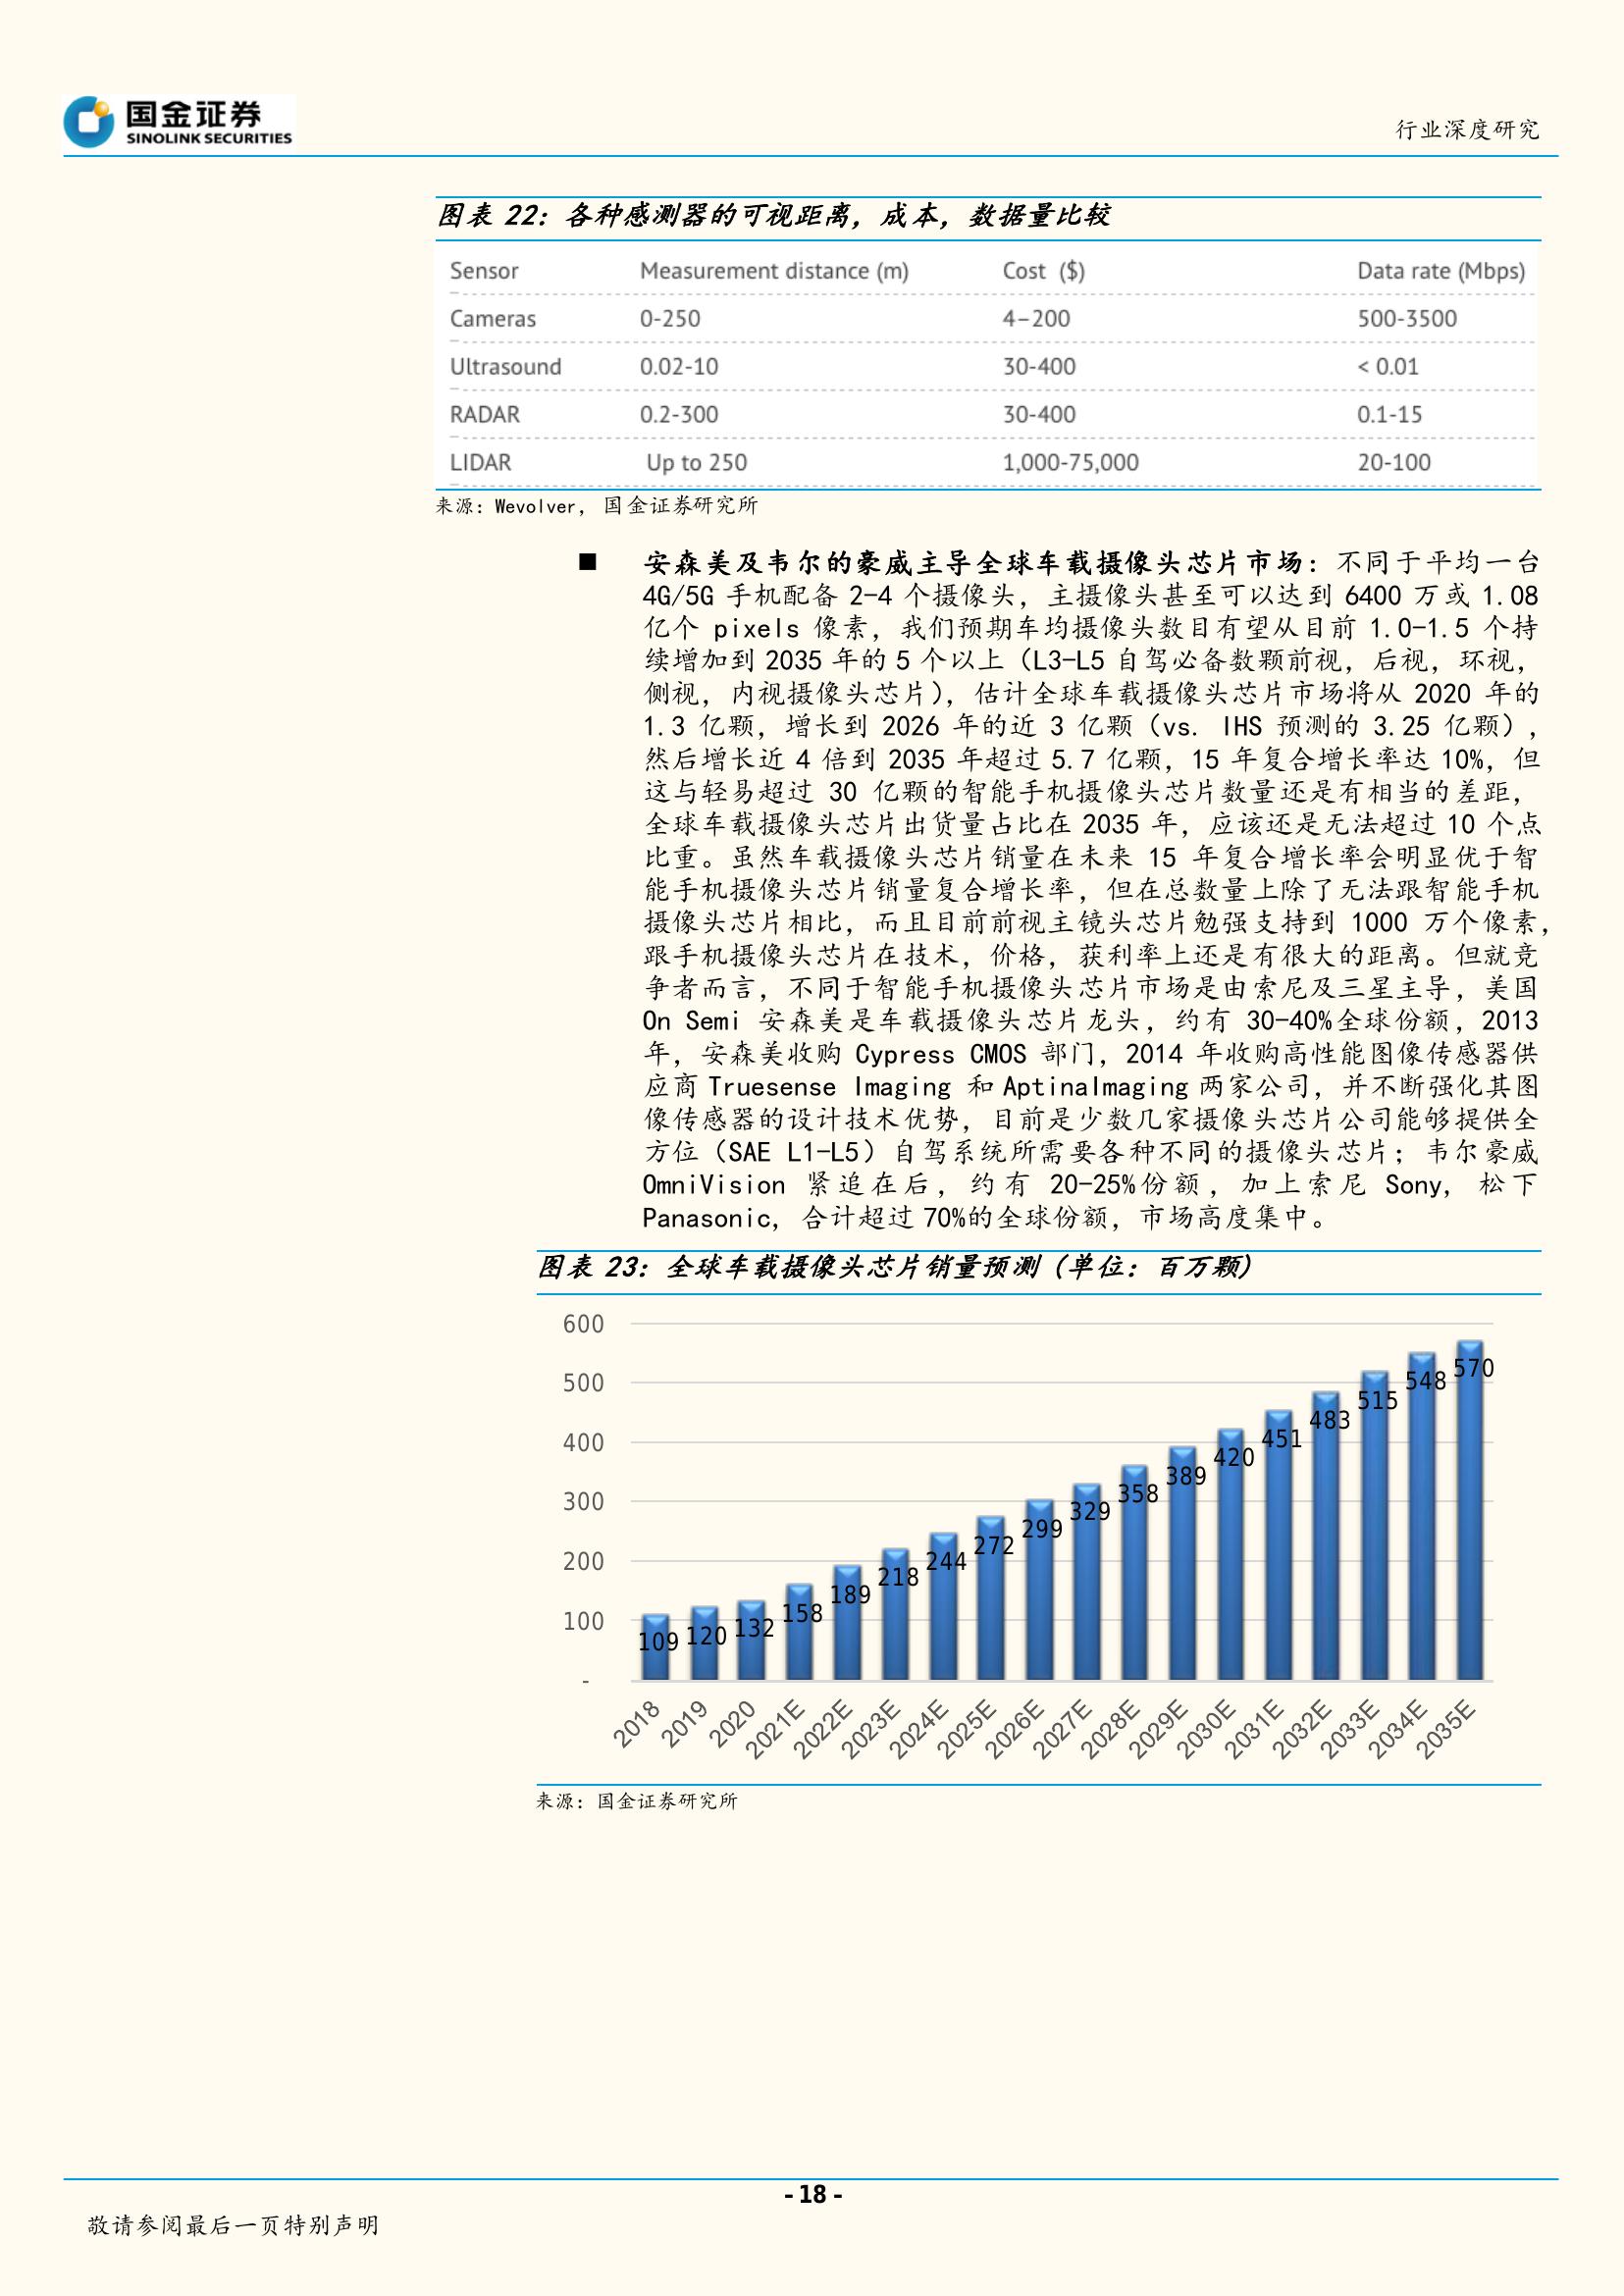 国金证券
SINOLINK SECURITIES
行业深度研究
图表 22：各种感测器的可视距离，成本，数据量比较
Sensor Measurement distance (m) Cost ($) Data rate (Mbps)
Cameras 0-250 4–200 500-3500
Ultrasound 0.02-10 30-400 < 0.01
RADAR 0.2-300 30-400 0.1-15
LIDAR Up to 250 1,000-75,000 20-100
来源：Wevolver, 国金证券研究所
■ 安森美及韦尔的豪威主导全球车载摄像头芯片市场：不同于平均一台
4G/5G 手机配备 2-4 个摄像头，主摄像头甚至可以达到 6400 万或 1.08
亿个 pixels 像素，我们预期车均摄像头数目有望从目前 1.0-1.5 个持
续增加到 2035 年的 5 个以上（L3-L5 自驾必备数颗前视，后视，环视，
侧视，内视摄像头芯片），估计全球车载摄像头芯片市场将从 2020 年的
1.3 亿颗，增长到 2026 年的近 3 亿颗（vs. IHS 预测的 3.25 亿颗），
然后增长近 4 倍到 2035 年超过 5.7 亿颗，15 年复合增长率达 10%，但
这与轻易超过 30 亿颗的智能手机摄像头芯片数量还是有相当的差距，
全球车载摄像头芯片出货量占比在 2035 年，应该还是无法超过 10 个点
比重。虽然车载摄像头芯片销量在未来 15 年复合增长率会明显优于智
能手机摄像头芯片销量复合增长率，但在总数量上除了无法跟智能手机
摄像头芯片相比，而且目前前视主镜头芯片勉强支持到 1000 万个像素，
跟手机摄像头芯片在技术，价格，获利率上还是有很大的距离。但就竞
争者而言，不同于智能手机摄像头芯片市场是由索尼及三星主导，美国
On Semi 安森美是车载摄像头芯片龙头，约有 30-40%全球份额，2013
年，安森美收购 Cypress CMOS 部门，2014 年收购高性能图像传感器供
应商 Truesense Imaging 和 AptinaImaging 两家公司，并不断强化其图
像传感器的设计技术优势，目前是少数几家摄像头芯片公司能够提供全
方位（SAE L1-L5）自驾系统所需要各种不同的摄像头芯片；韦尔豪威
OmniVision 紧追在后，约有 20-25%份额，加上索尼 Sony, 松下
Panasonic, 合计超过 70%的全球份额，市场高度集中。
图表 23：全球车载摄像头芯片销量预测（单位：百万颗）
600
500
400
300
200
100
-
109 120 132 158 189 218 244 272 299 329 358 389 420 451 483 515 548 570
2018 2019 2020 2021E 2022E 2023E 2024E 2025E 2026E 2027E 2028E 2029E 2030E 2031E 2032E 2033E 2034E 2035E
来源：国金证券研究所
- 18 -
敬请参阅最后一页特别声明